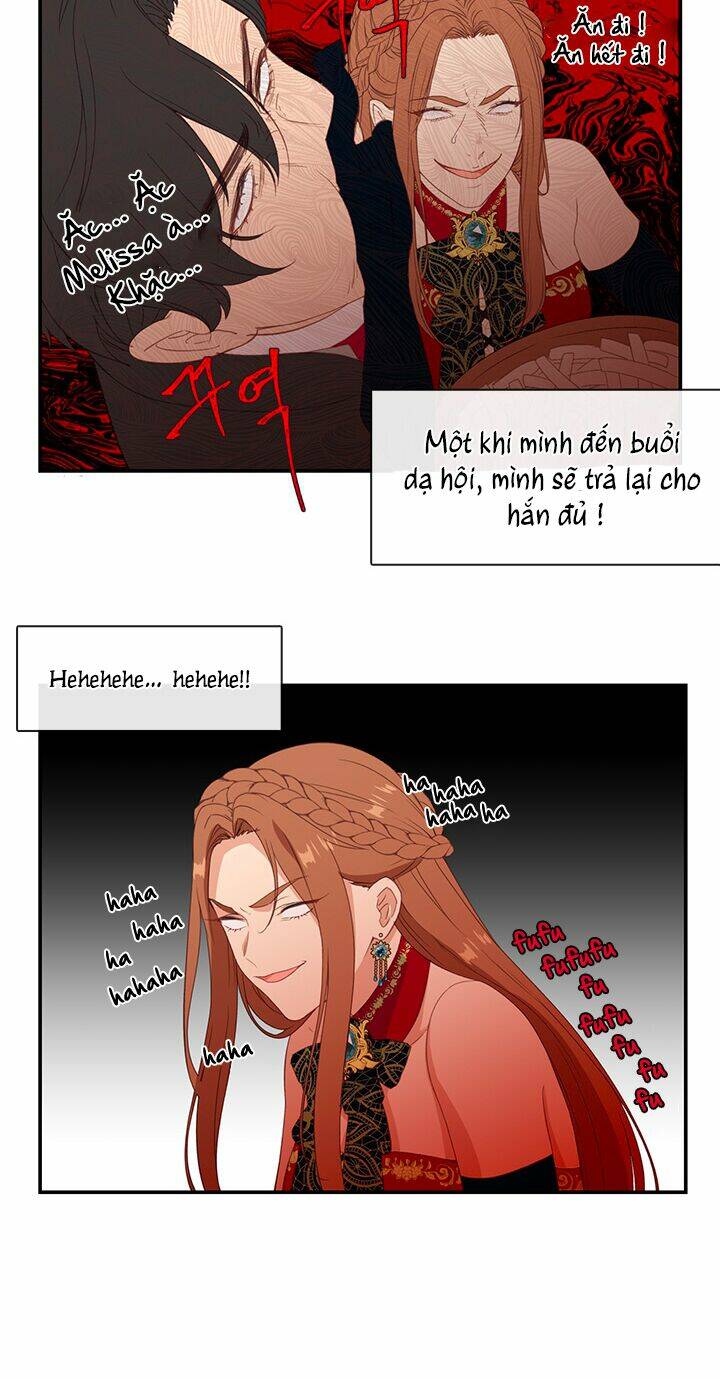 Ăn đi !
Ăn hết đi !
Ặc... Ặc
Melissa à...
Khặc...
꾸역
Một khi mình đến buổi
dạ hội, mình sẽ trả lại cho
hắn đủ !
Hehehehe... hehehe!!
ha
haha
haha ha
haha
haha
ha
hahaha
haha
fufu
fufufu
fu
fufu
fu
fu
fu